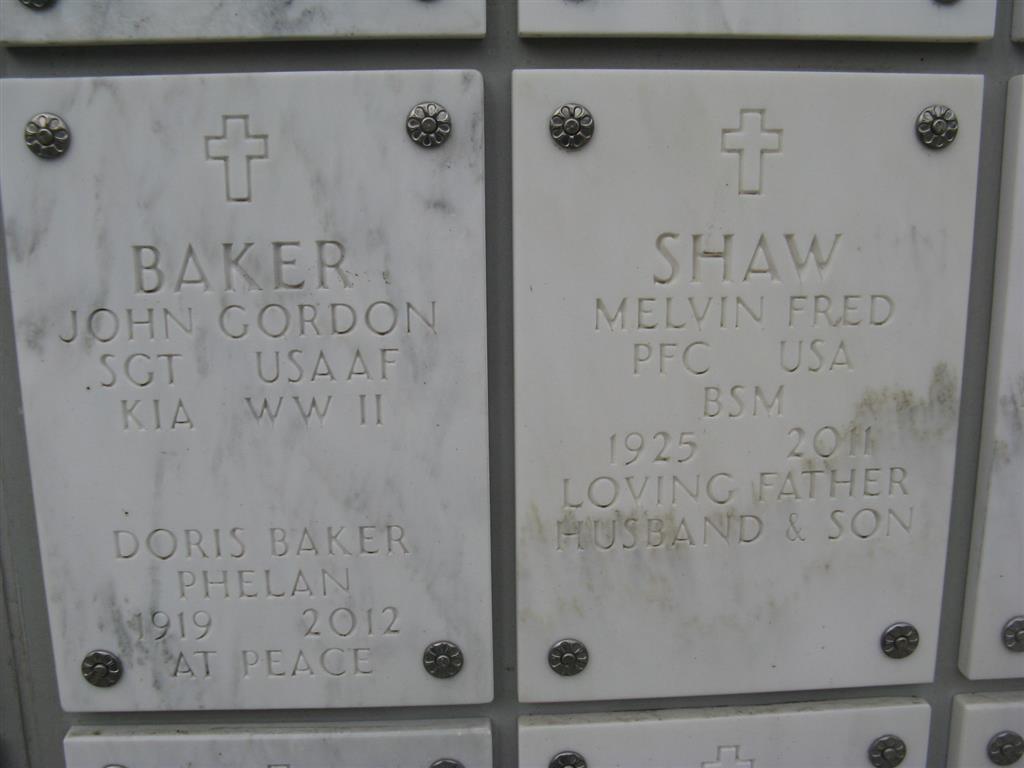 BAKER
JOHN GORDON
SGT USAAF
KIA WW II
DORIS BAKER
PHELAN
1919 2012
AT PEACE
SHAW
MELVIN FRED
PFC USA
BSM
1925 2011
LOVING FATHER
HUSBAND & SON